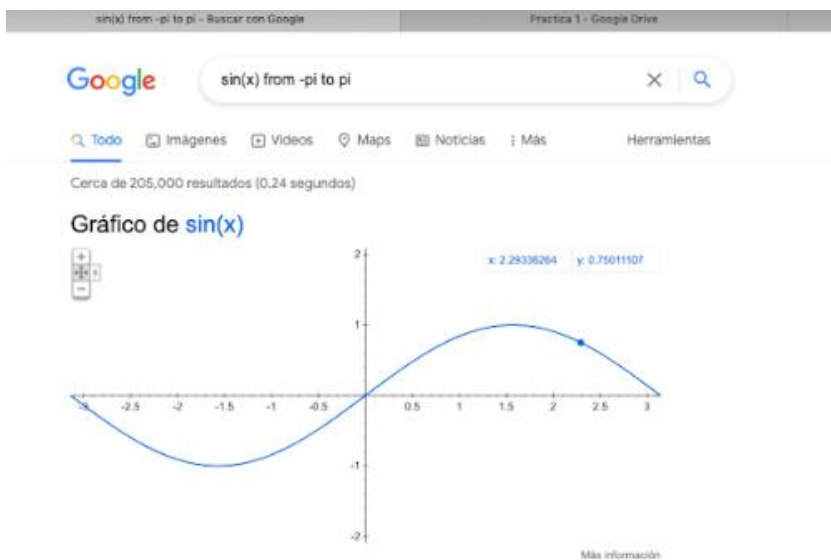 sin(x) from -pi to pi - Buscar con Google
Practica 1 - Google Drive
Google
sin(x) from -pi to pi
Todo Imágenes Videos Maps Noticias Más Herramientas
Cerca de 205,000 resultados (0.24 segundos)
Gráfico de sin(x)
x: 2.29336264 y: 0.75011107
2
1
-3 -2.5 -2 -1.5 -1 -0.5 0.5 1 1.5 2 2.5 3
-1
-2
Más información